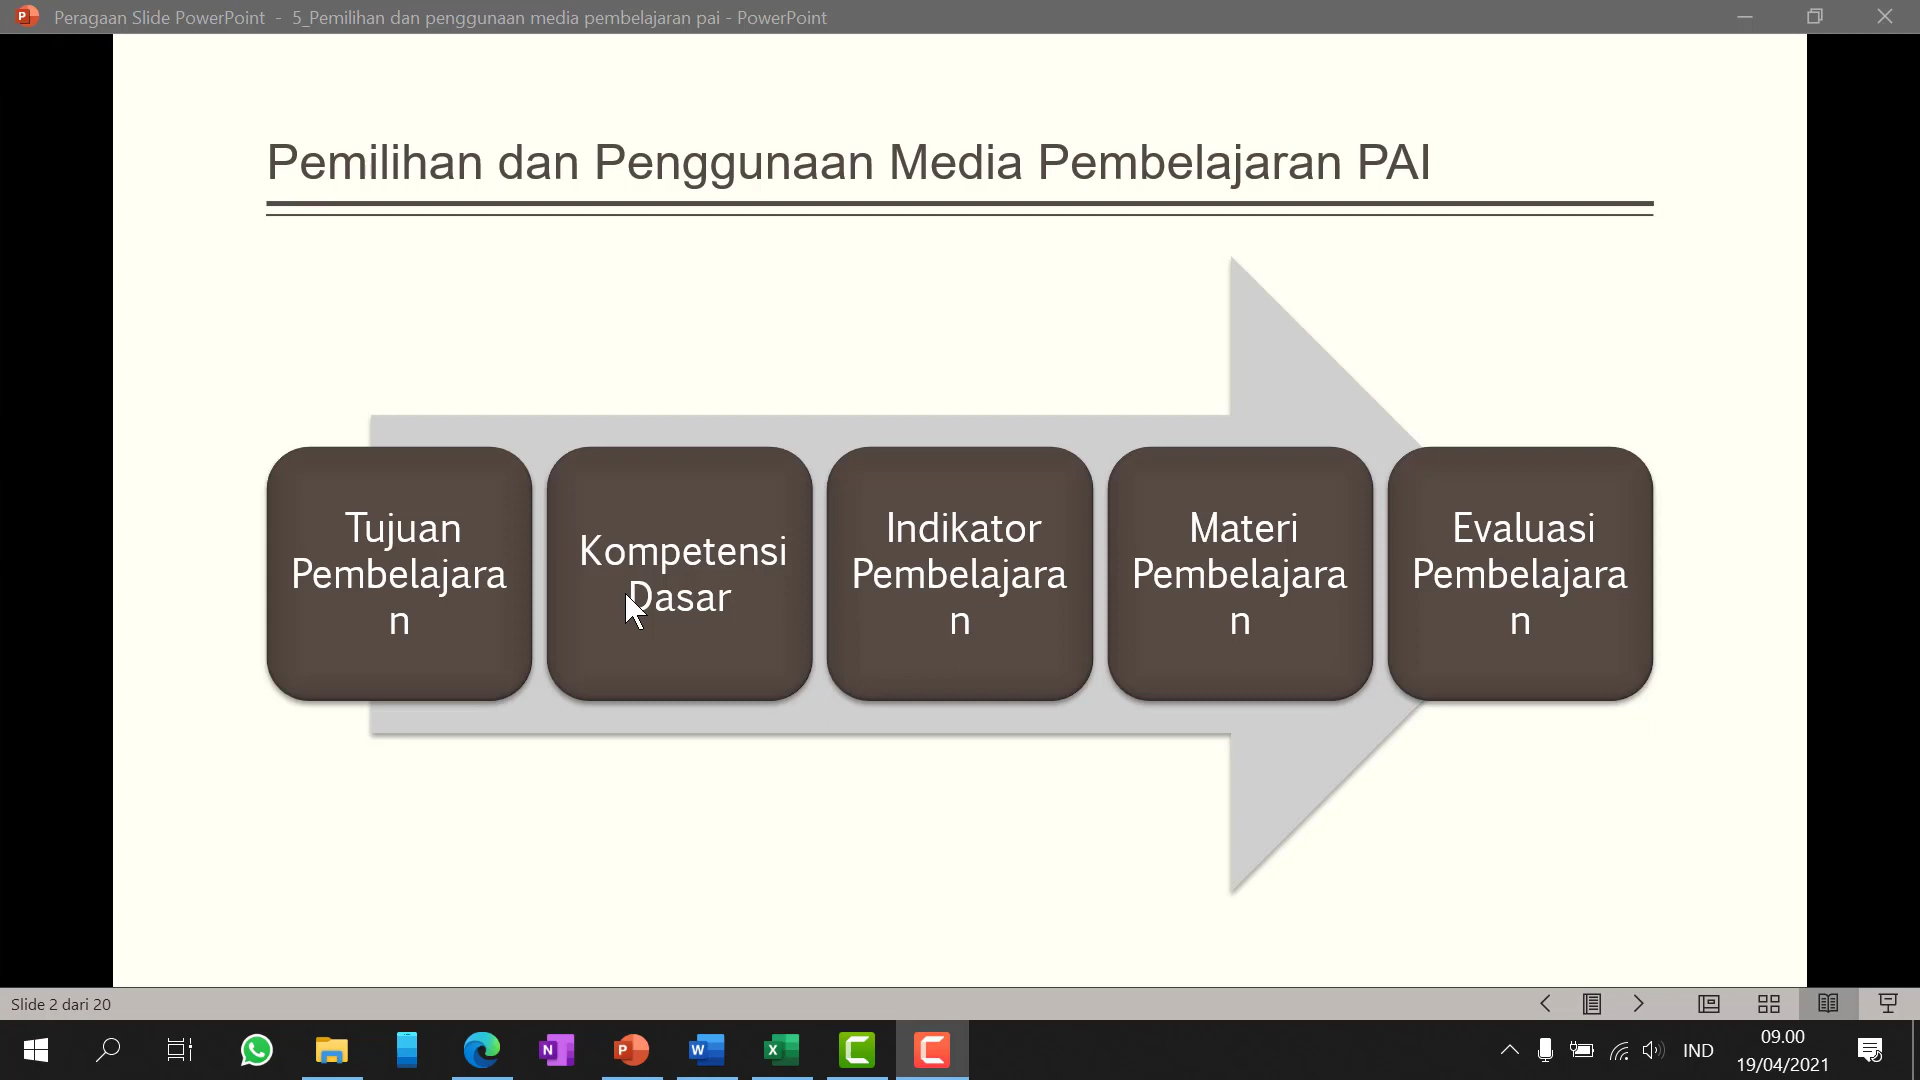 Peragaan Slide PowerPoint - 5_Pemilihan dan penggunaan media pembelajaran pai - PowerPoint
Pemilihan dan Penggunaan Media Pembelajaran PAI
Tujuan
Pembelajara
n
Kompetensi
Dasar
Indikator
Pembelajara
n
Materi
Pembelajara
n
Evaluasi
Pembelajara
n
Slide 2 dari 20
IND
09.00
19/04/2021